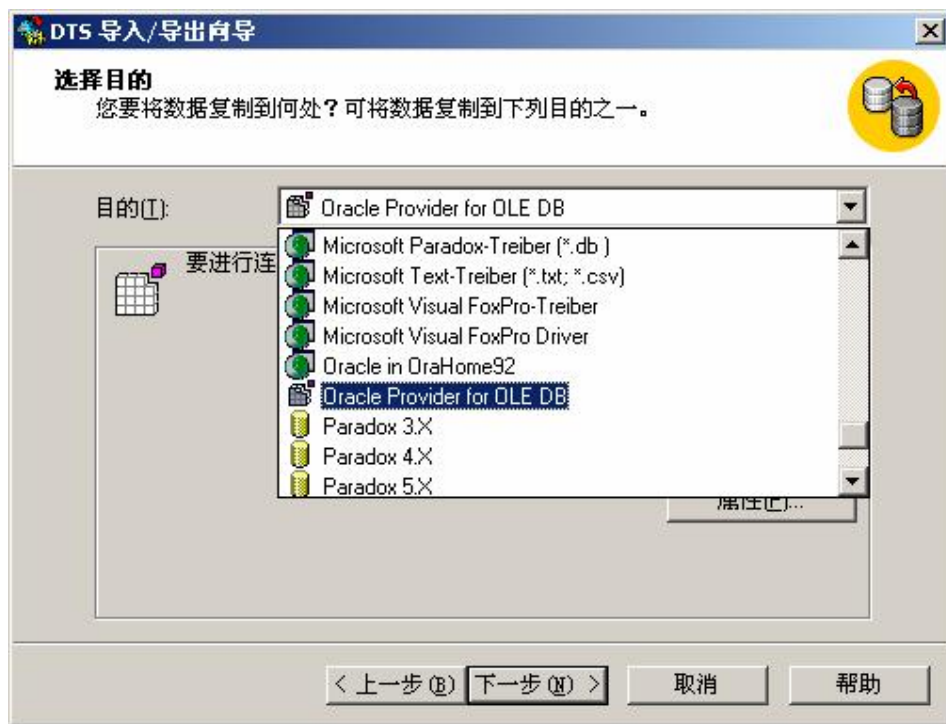 DTS 导入/导出向导
选择目的
您要将数据复制到何处？可将数据复制到下列目的之一。
目的(T):
Oracle Provider for OLE DB
要进行连
Microsoft Paradox-Treiber (*.db )
Microsoft Text-Treiber (*.txt; *.csv)
Microsoft Visual FoxPro-Treiber
Microsoft Visual FoxPro Driver
Oracle in OraHome92
Oracle Provider for OLE DB
Paradox 3.X
Paradox 4.X
Paradox 5.X
属性(P)...
< 上一步(B)
下一步(N) >
取消
帮助